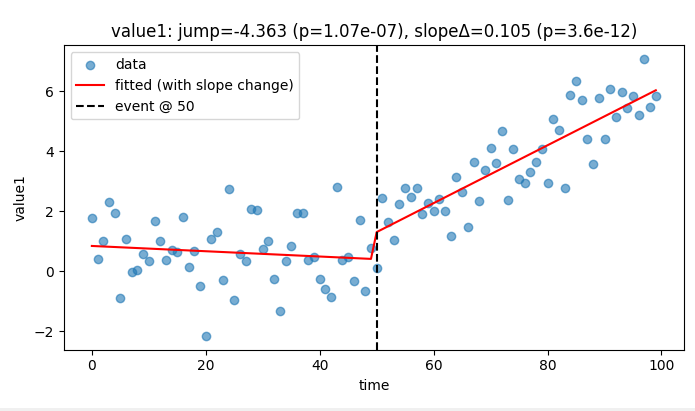 value1: jump=-4.363 (p=1.07e-07), slopeΔ=0.105 (p=3.6e-12)
data
fitted (with slope change)
event @ 50
6
4
2
0
−2
value1
0 20 40 60 80 100
time